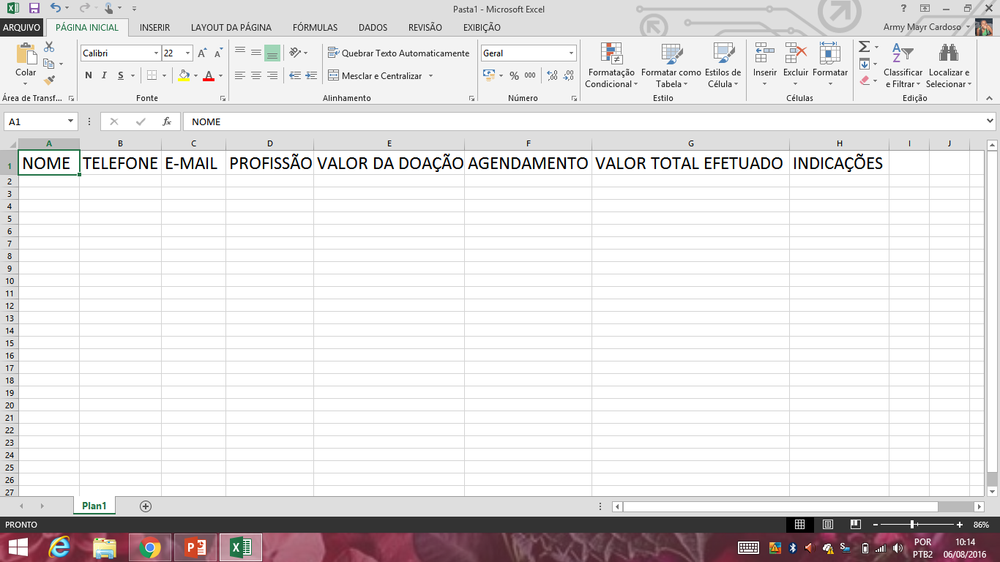 Pasta1 - Microsoft Excel
ARQUIVO PÁGINA INICIAL INSERIR LAYOUT DA PÁGINA FÓRMULAS DADOS REVISÃO EXIBIÇÃO Army Mayr Cardoso
Colar
Calibri 22
N I S
Quebrar Texto Automaticamente
Mesclar e Centralizar
Geral
% 000
Formatação Condicional
Formatar como Tabela
Estilos de Célula
Inserir Excluir Formatar
Classificar e Filtrar
Localizar e Selecionar
Área de Transf... Fonte Alinhamento Número Estilo Células Edição
A1 fx NOME
A B C D E F G H I J
1 NOME TELEFONE E-MAIL PROFISSÃO VALOR DA DOAÇÃO AGENDAMENTO VALOR TOTAL EFETUADO INDICAÇÕES
2
3
4
5
6
7
8
9
10
11
12
13
14
15
16
17
18
19
20
21
22
23
24
25
26
27
Plan1
PRONTO 86%
POR 10:14
PTB2 06/08/2016